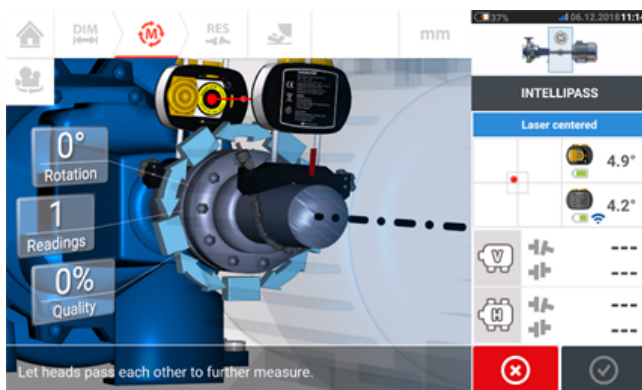 DIM
M
RES
mm
37%
06.12.2018 11:14
INTELLIPASS
Laser centered
4.9°
4.2°
0°
Rotation
1
Readings
0%
Quality
V
---
---
H
---
---
Let heads pass each other to further measure.